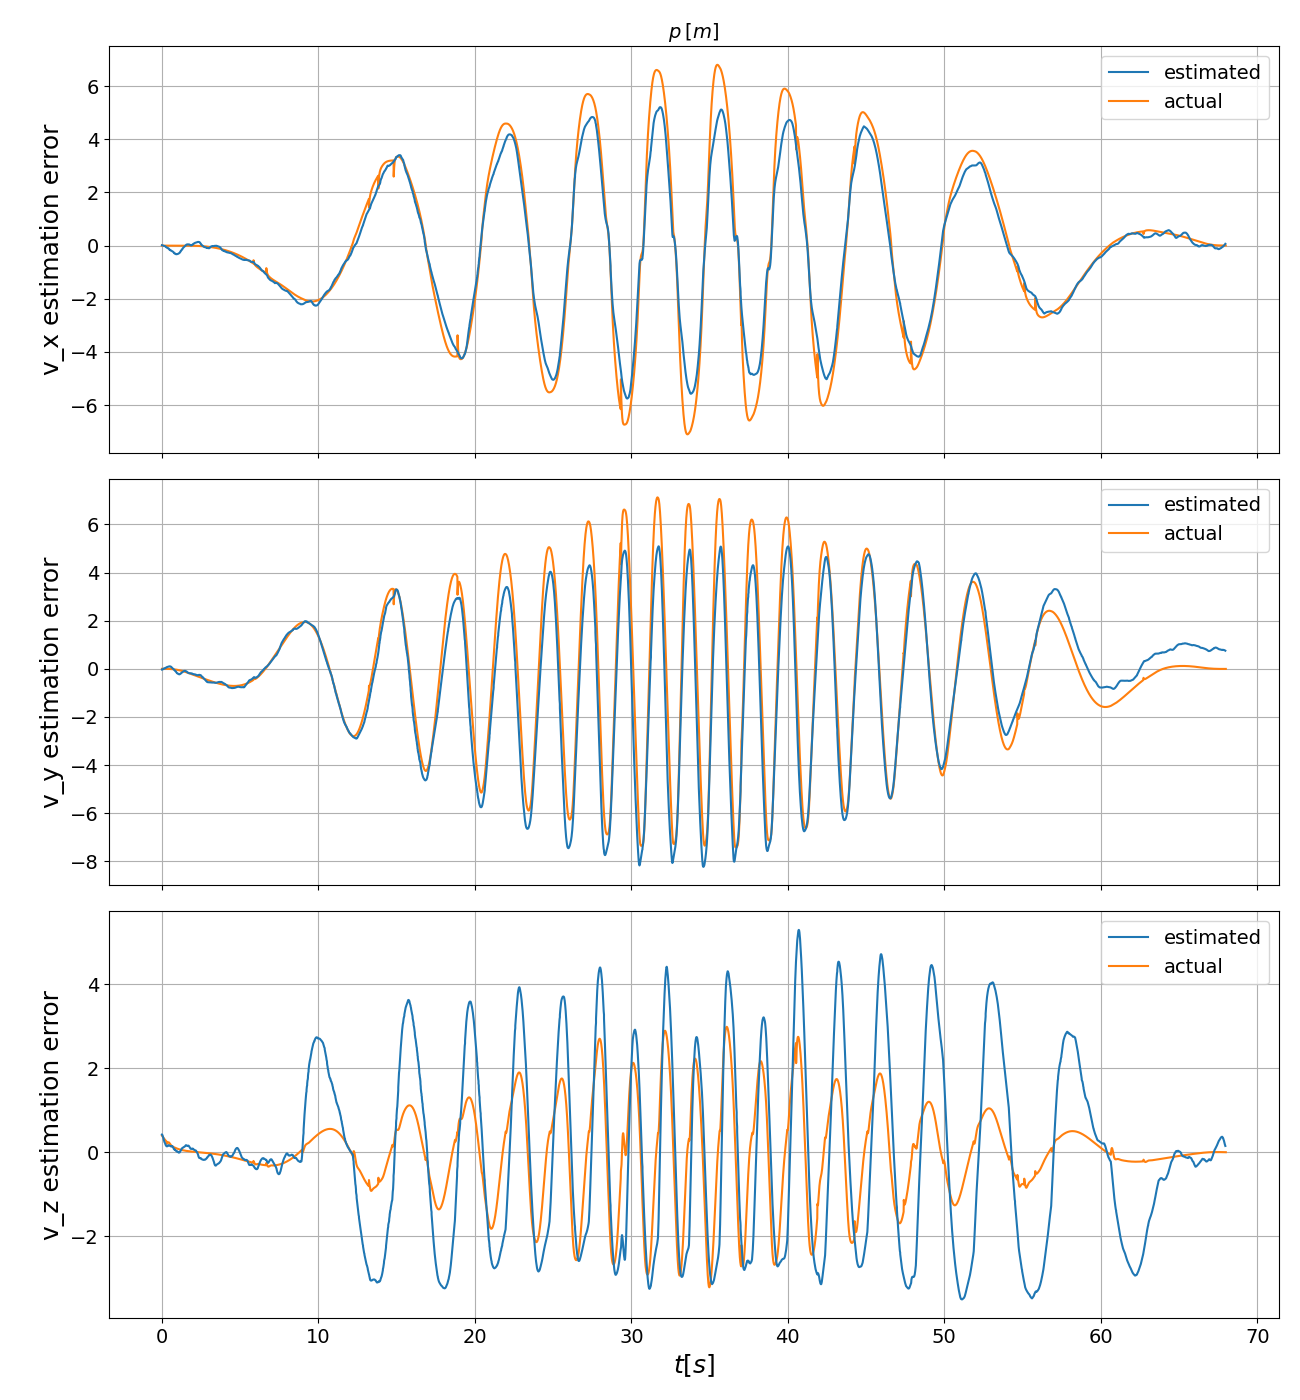 p [m]
v_x estimation error
6
4
2
0
−2
−4
−6
estimated
actual
v_y estimation error
6
4
2
0
−2
−4
−6
−8
estimated
actual
v_z estimation error
4
2
0
−2
estimated
actual
0 10 20 30 40 50 60 70
t[s]